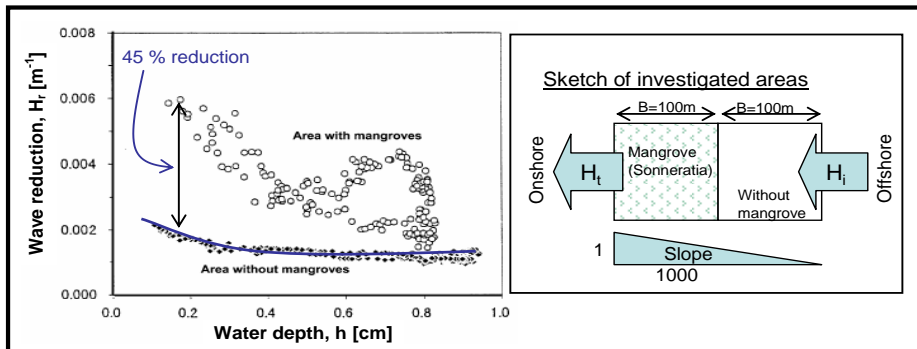 0.008
0.006
0.004
0.002
0.000
Wave reduction, Hr [m-1]
45 % reduction
Area with mangroves
Area without mangroves
0.0 0.2 0.4 0.6 0.8 1.0
Water depth, h [cm]
Sketch of investigated areas
B=100m B=100m
Onshore
Ht
Mangrove
(Sonneratia)
Without
mangrove
Hi
Offshore
1
Slope
1000